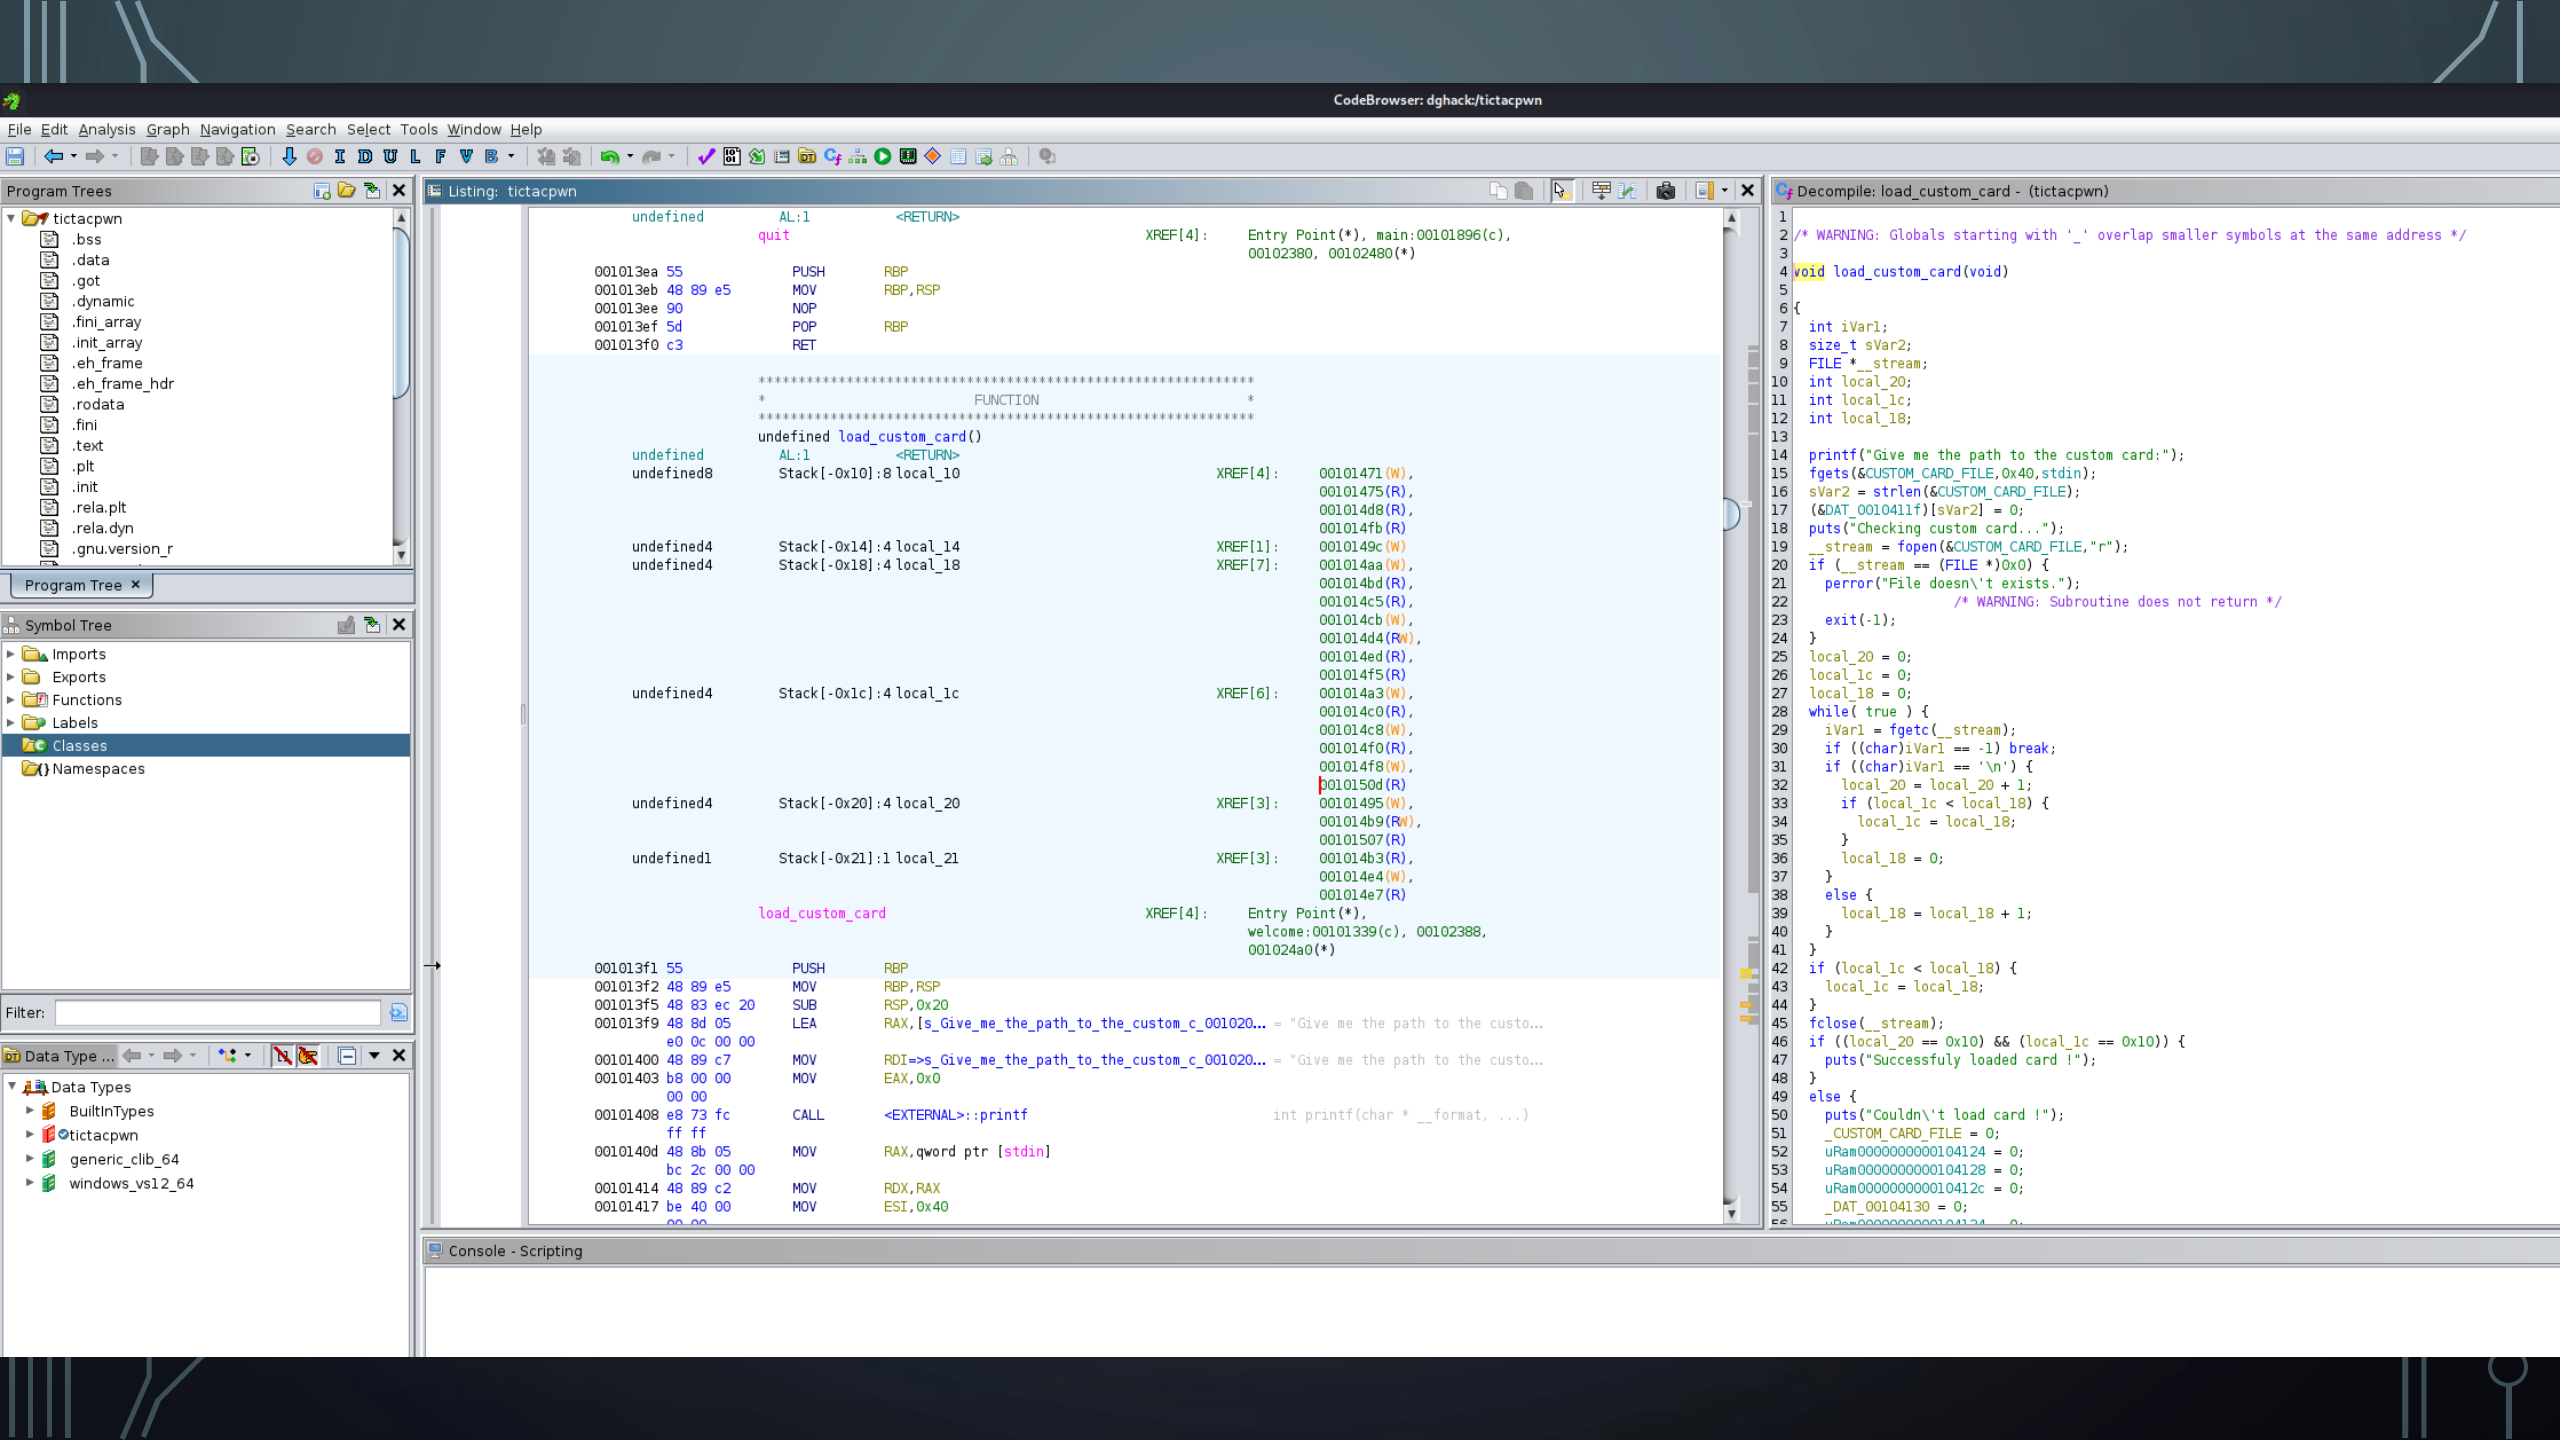 CodeBrowser: dghack:/tictacpwn
File Edit Analysis Graph Navigation Search Select Tools Window Help
I D U L F V B
Program Trees
tictacpwn
.bss
.data
.got
.dynamic
.fini_array
.init_array
.eh_frame
.eh_frame_hdr
.rodata
.fini
.text
.plt
.init
.rela.plt
.rela.dyn
.gnu.version_r
Program Tree
Symbol Tree
Imports
Exports
Functions
Labels
Classes
Namespaces
Filter:
Data Type ...
Data Types
BuiltInTypes
tictacpwn
generic_clib_64
windows_vs12_64
Listing: tictacpwn
undefined AL:1 <RETURN>
quit XREF[4]: Entry Point(*), main:00101896(c),
00102380, 00102480(*)
001013ea 55 PUSH RBP
001013eb 48 89 e5 MOV RBP,RSP
001013ee 90 NOP
001013ef 5d POP RBP
001013f0 c3 RET
**************************************************************
* FUNCTION *
**************************************************************
undefined load_custom_card()
undefined AL:1 <RETURN>
undefined8 Stack[-0x10]:8 local_10 XREF[4]: 00101471(W),
00101475(R),
001014d8(R),
001014fb(R)
undefined4 Stack[-0x14]:4 local_14 XREF[1]: 0010149c(W)
undefined4 Stack[-0x18]:4 local_18 XREF[7]: 001014aa(W),
001014bd(R),
001014c5(R),
001014cb(W),
001014d4(RW),
001014ed(R),
001014f5(R)
undefined4 Stack[-0x1c]:4 local_1c XREF[6]: 001014a3(W),
001014c0(R),
001014c8(W),
001014f0(R),
001014f8(W),
0010150d(R)
undefined4 Stack[-0x20]:4 local_20 XREF[3]: 00101495(W),
001014b9(RW),
00101507(R)
undefined1 Stack[-0x21]:1 local_21 XREF[3]: 001014b3(R),
001014e4(W),
001014e7(R)
load_custom_card XREF[4]: Entry Point(*),
welcome:00101339(c), 00102388,
001024a0(*)
001013f1 55 PUSH RBP
001013f2 48 89 e5 MOV RBP,RSP
001013f5 48 83 ec 20 SUB RSP,0x20
001013f9 48 8d 05 LEA RAX,[s_Give_me_the_path_to_the_custom_c_001020... = "Give me the path to the custo...
e0 0c 00 00
00101400 48 89 c7 MOV RDI=>s_Give_me_the_path_to_the_custom_c_001020... = "Give me the path to the custo...
00101403 b8 00 00 MOV EAX,0x0
00 00
00101408 e8 73 fc CALL <EXTERNAL>::printf int printf(char * __format, ...)
ff ff
0010140d 48 8b 05 MOV RAX,qword ptr [stdin]
bc 2c 00 00
00101414 48 89 c2 MOV RDX,RAX
00101417 be 40 00 MOV ESI,0x40
Decompile: load_custom_card - (tictacpwn)
1
2 /* WARNING: Globals starting with '_' overlap smaller symbols at the same address */
3
4 void load_custom_card(void)
5
6 {
7 int iVar1;
8 size_t sVar2;
9 FILE *__stream;
10 int local_20;
11 int local_1c;
12 int local_18;
13
14 printf("Give me the path to the custom card:");
15 fgets(&CUSTOM_CARD_FILE,0x40,stdin);
16 sVar2 = strlen(&CUSTOM_CARD_FILE);
17 (&DAT_0010411f)[sVar2] = 0;
18 puts("Checking custom card...");
19 __stream = fopen(&CUSTOM_CARD_FILE,"r");
20 if (__stream == (FILE *)0x0) {
21 perror("File doesn\'t exists.");
22 /* WARNING: Subroutine does not return */
23 exit(-1);
24 }
25 local_20 = 0;
26 local_1c = 0;
27 local_18 = 0;
28 while( true ) {
29 iVar1 = fgetc(__stream);
30 if ((char)iVar1 == -1) break;
31 if ((char)iVar1 == '\n') {
32 local_20 = local_20 + 1;
33 if (local_1c < local_18) {
34 local_1c = local_18;
35 }
36 local_18 = 0;
37 }
38 else {
39 local_18 = local_18 + 1;
40 }
41 }
42 if (local_1c < local_18) {
43 local_1c = local_18;
44 }
45 fclose(__stream);
46 if ((local_20 == 0x10) && (local_1c == 0x10)) {
47 puts("Successfuly loaded card !");
48 }
49 else {
50 puts("Couldn\'t load card !");
51 _CUSTOM_CARD_FILE = 0;
52 uRam0000000000104124 = 0;
53 uRam0000000000104128 = 0;
54 uRam000000000010412c = 0;
55 _DAT_00104130 = 0;
Console - Scripting